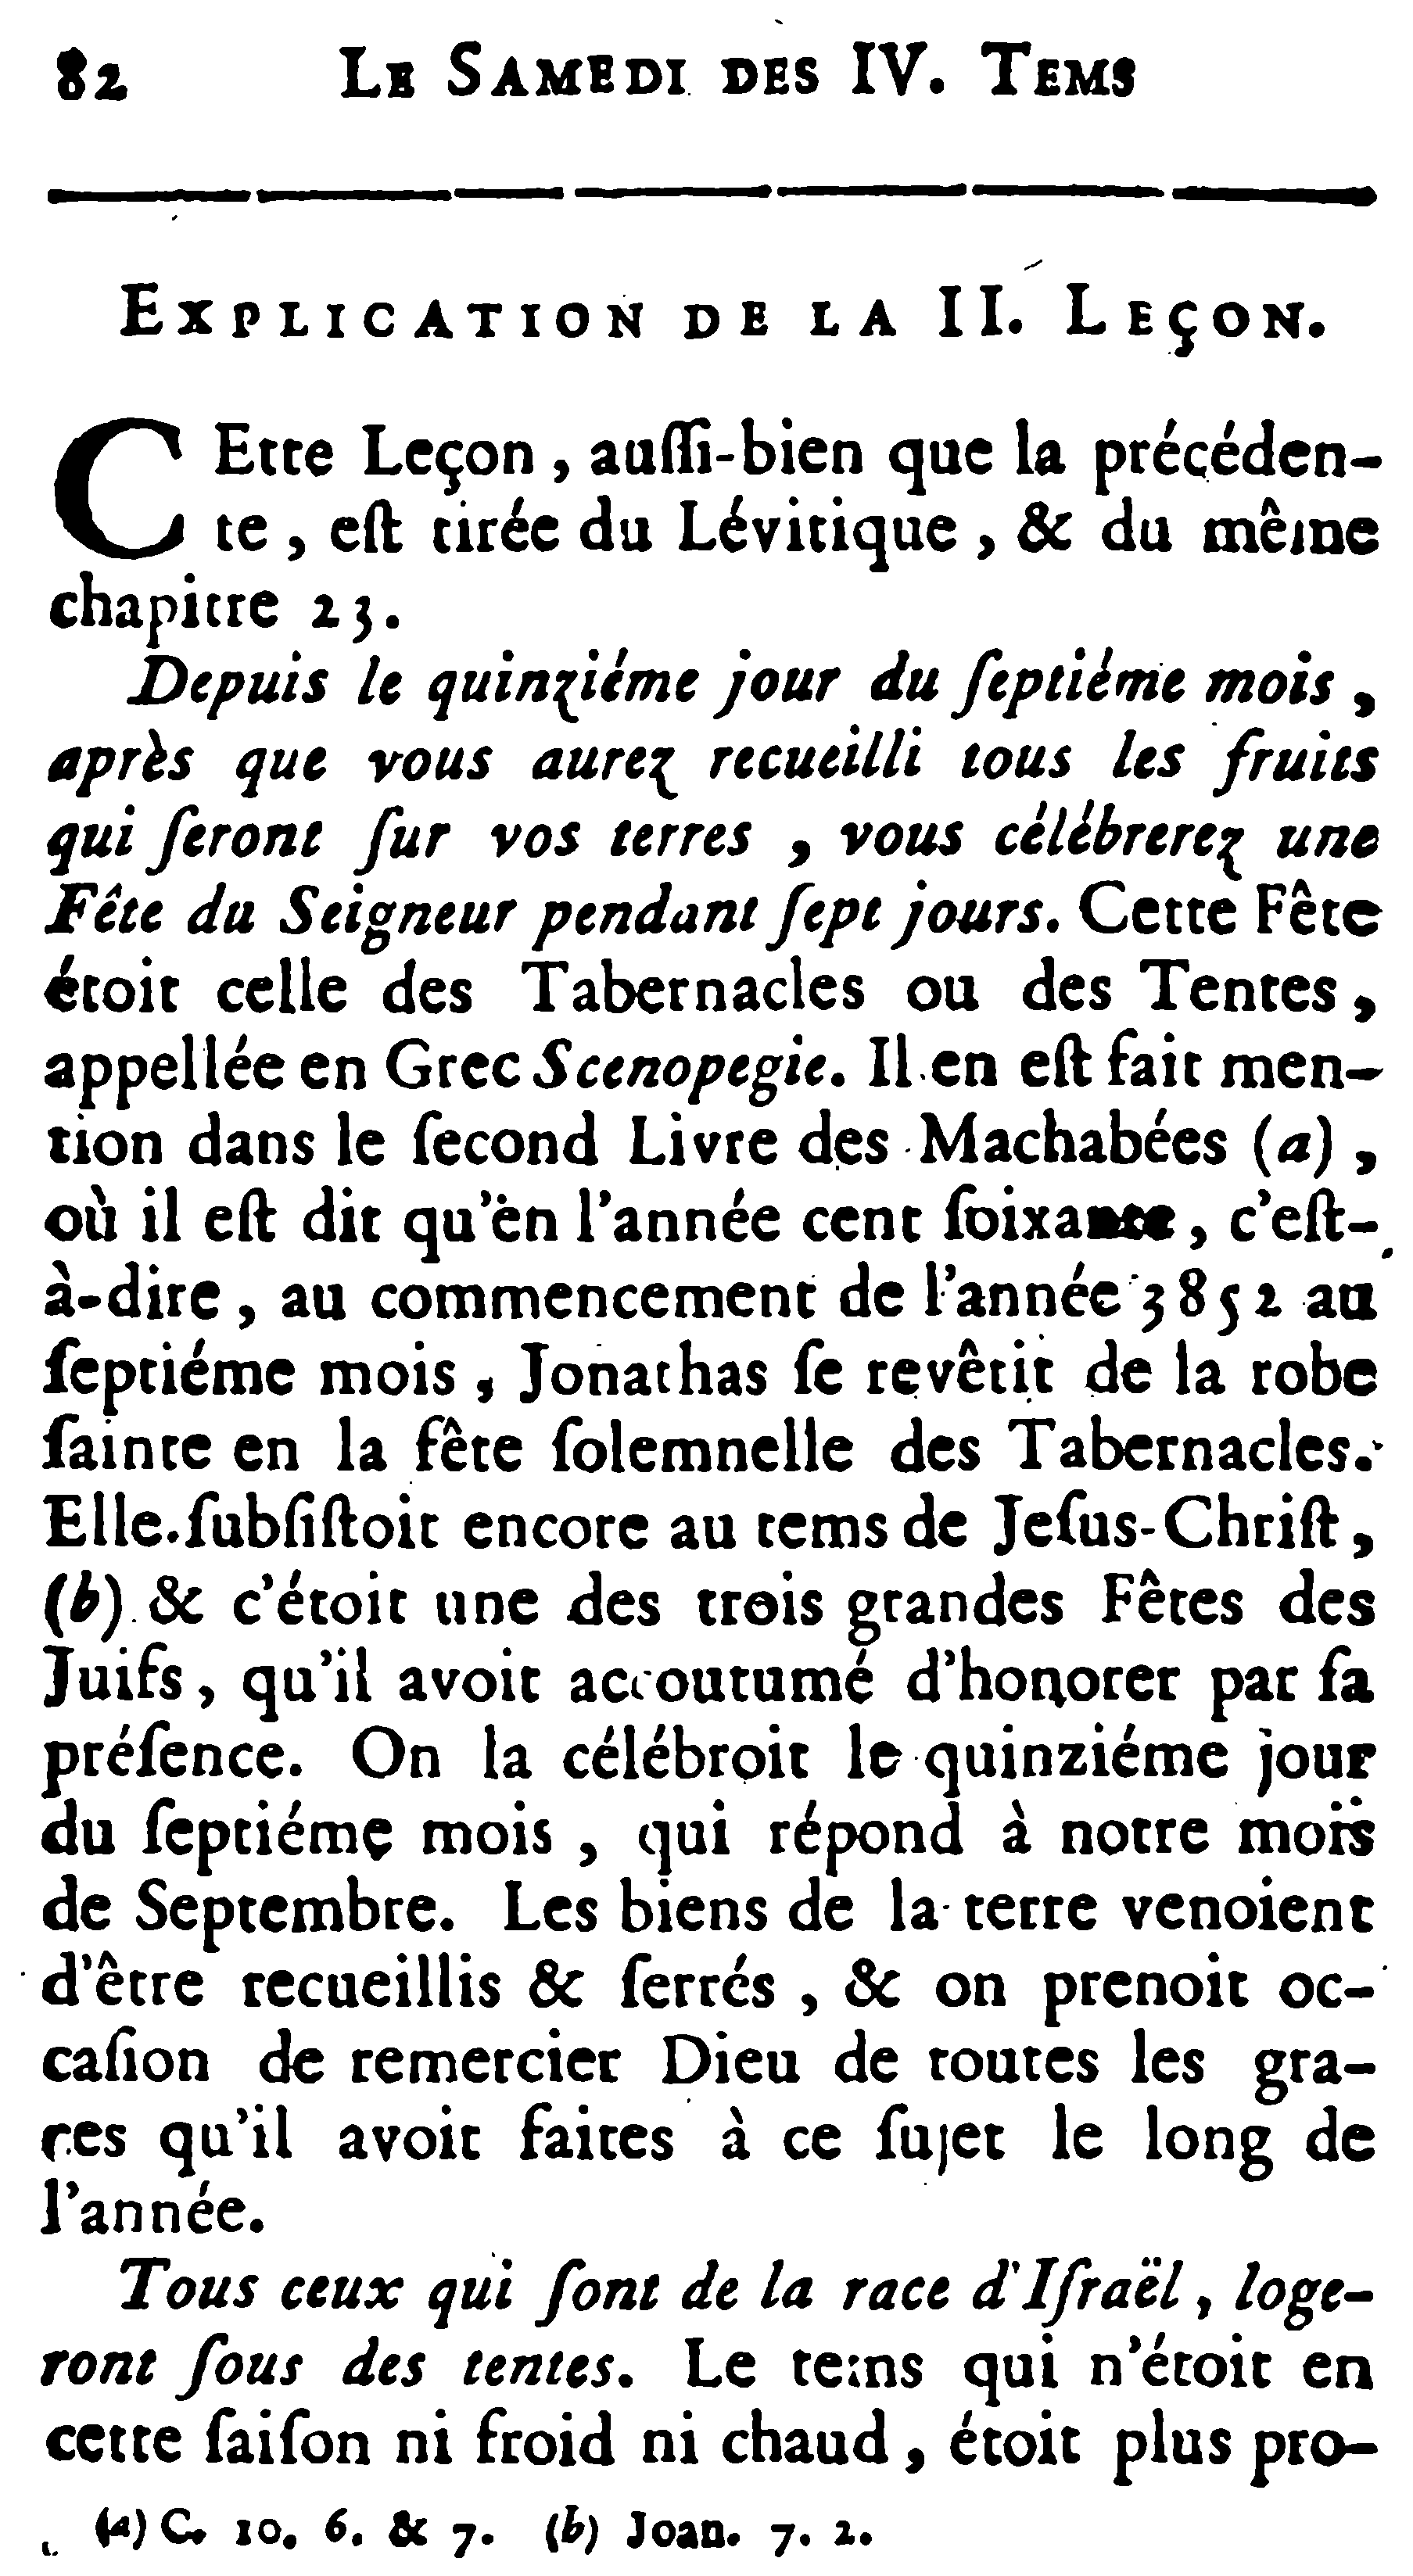 82 LE SAMEDI DES IV. TEMS
EXPLICATION DE LA II. LEÇON.
CEtte Leçon , auſſi-bien que la précéden-
te , eſt tirée du Lévitique , & du même
chapitre 23.
Depuis le quinziéme jour du ſeptiéme mois ,
après que vous aurez recueilli tous les fruits
qui ſeront ſur vos terres , vous célébrerez une
Fête du Seigneur pendant ſept jours. Cette Fête
étoit celle des Tabernacles ou des Tentes ,
appellée en Grec Scenopegie. Il en eſt fait men-
tion dans le ſecond Livre des Machabées (a) ,
où il eſt dit qu'en l'année cent ſoixante , c'eſt-
à-dire , au commencement de l'année 3852 au
ſeptiéme mois , Jonathas ſe revêtit de la robe
ſainte en la fête ſolemnelle des Tabernacles.
Elle ſubſiſtoit encore au tems de Jeſus-Chriſt ,
(b) & c'étoit une des trois grandes Fêtes des
Juifs , qu'il avoit accoutumé d'honorer par ſa
préſence. On la célébroit le quinziéme jour
du ſeptiéme mois , qui répond à notre mois
de Septembre. Les biens de la terre venoient
d'être recueillis & ſerrés , & on prenoit oc-
caſion de remercier Dieu de toutes les gra-
ces qu'il avoit faites à ce ſujet le long de
l'année.
Tous ceux qui ſont de la race d'Iſraël , loge-
ront ſous des tentes. Le tems qui n'étoit en
cette ſaiſon ni froid ni chaud , étoit plus pro-
(a) C. 10. 6. & 7. (b) Joan. 7. 2.